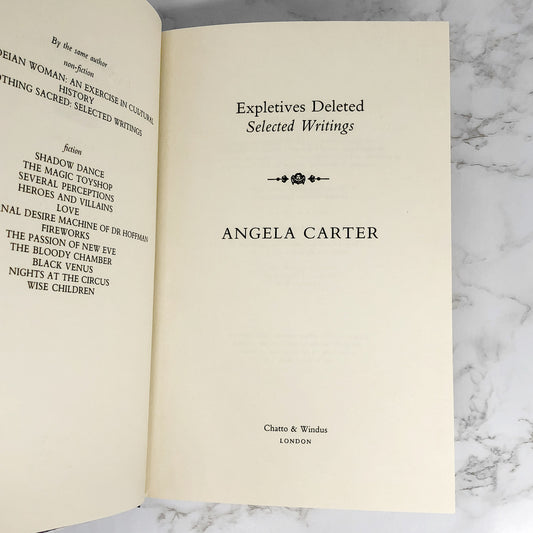 By the same author
non-fiction
DEIAN WOMAN: AN EXERCISE IN CULTURAL
HISTORY
OTHING SACRED: SELECTED WRITINGS
fiction
SHADOW DANCE
THE MAGIC TOYSHOP
SEVERAL PERCEPTIONS
HEROES AND VILLAINS
LOVE
NAL DESIRE MACHINE OF DR HOFFMAN
FIREWORKS
THE PASSION OF NEW EVE
THE BLOODY CHAMBER
BLACK VENUS
NIGHTS AT THE CIRCUS
WISE CHILDREN
Expletives Deleted
Selected Writings
ANGELA CARTER
Chatto & Windus
LONDON